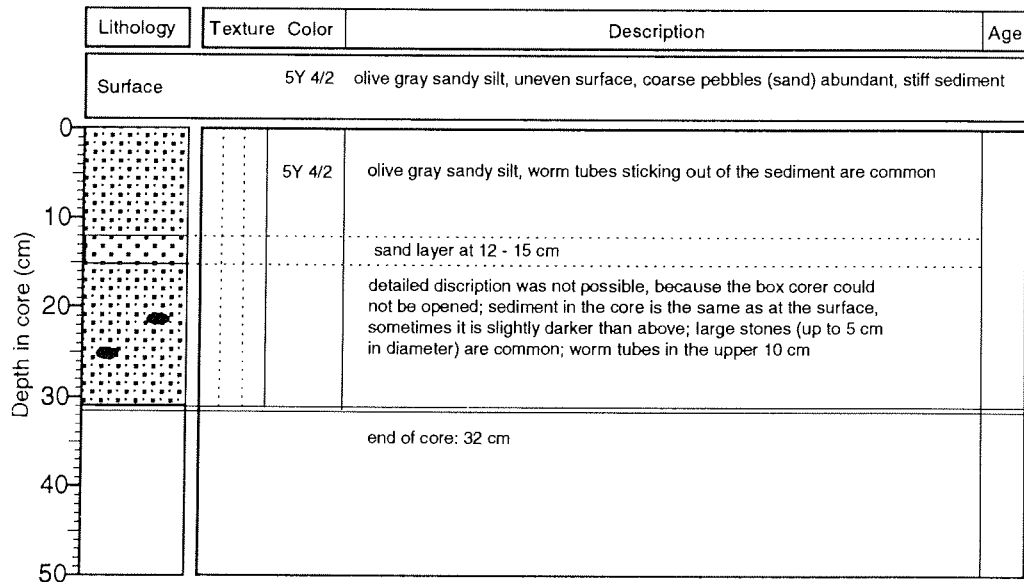 Lithology Texture Color Description Age
Surface 5Y 4/2 olive gray sandy silt, uneven surface, coarse pebbles (sand) abundant, stiff sediment
0
5Y 4/2 olive gray sandy silt, worm tubes sticking out of the sediment are common
10
sand layer at 12 - 15 cm
detailed discription was not possible, because the box corer could
not be opened; sediment in the core is the same as at the surface,
20
sometimes it is slightly darker than above; large stones (up to 5 cm
in diameter) are common; worm tubes in the upper 10 cm
Depth in core (cm)
30
end of core: 32 cm
40
50